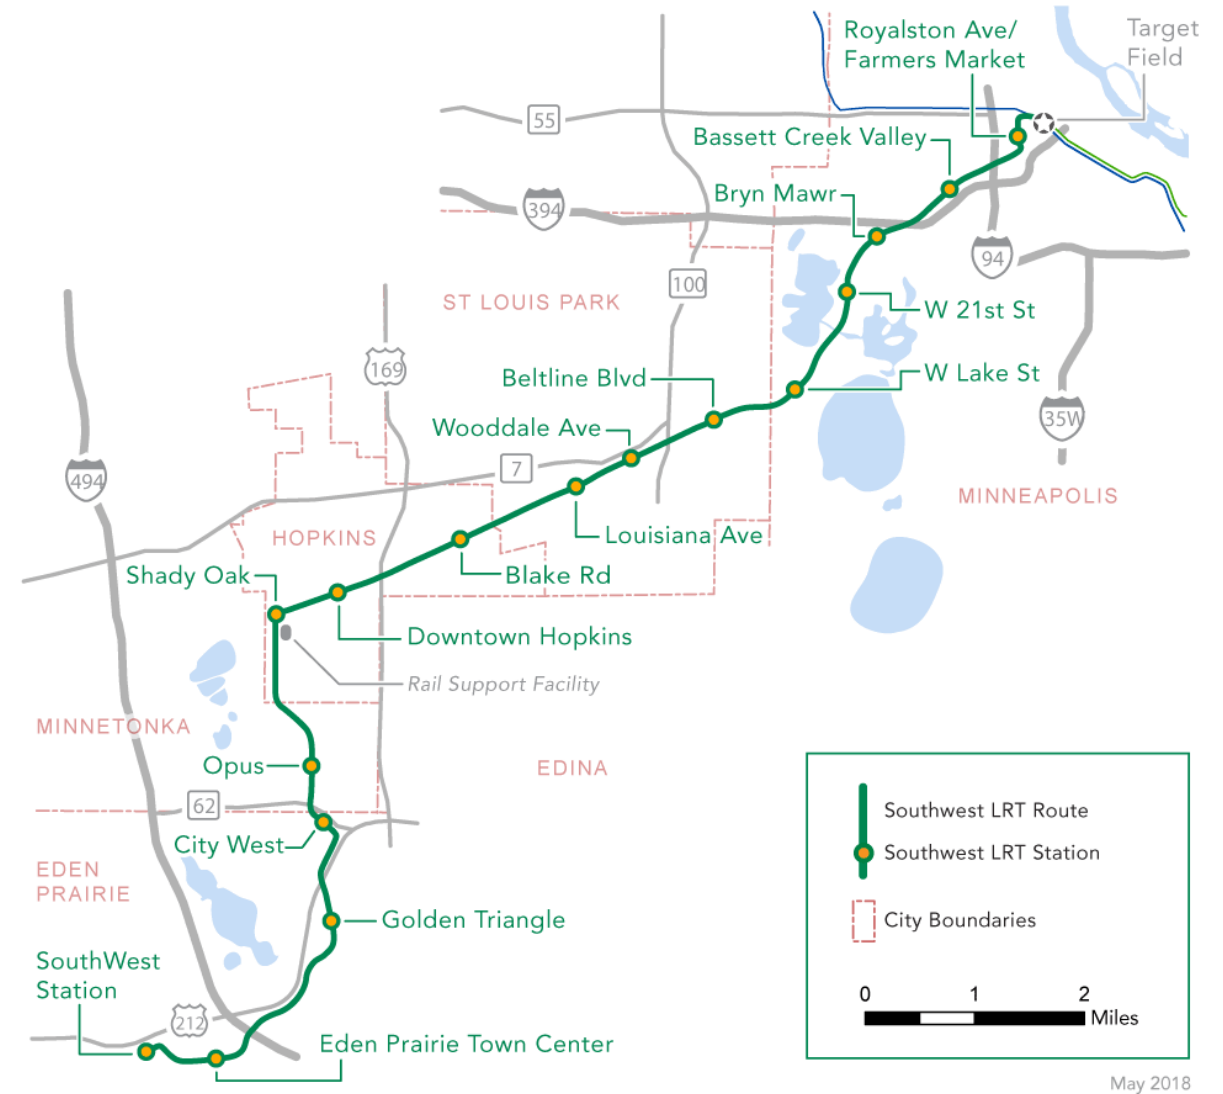 Royalston Ave/
Farmers Market
Target
Field
55
Bassett Creek Valley
Bryn Mawr
394
94
100
ST LOUIS PARK
W 21st St
169
Beltline Blvd
W Lake St
35W
Wooddale Ave
7
494
MINNEAPOLIS
HOPKINS
Louisiana Ave
Shady Oak
Blake Rd
Downtown Hopkins
Rail Support Facility
MINNETONKA
Opus
EDINA
62
City West
EDEN
PRAIRIE
Golden Triangle
SouthWest
Station
212
Eden Prairie Town Center
Southwest LRT Route
Southwest LRT Station
City Boundaries
0 1 2
Miles
May 2018